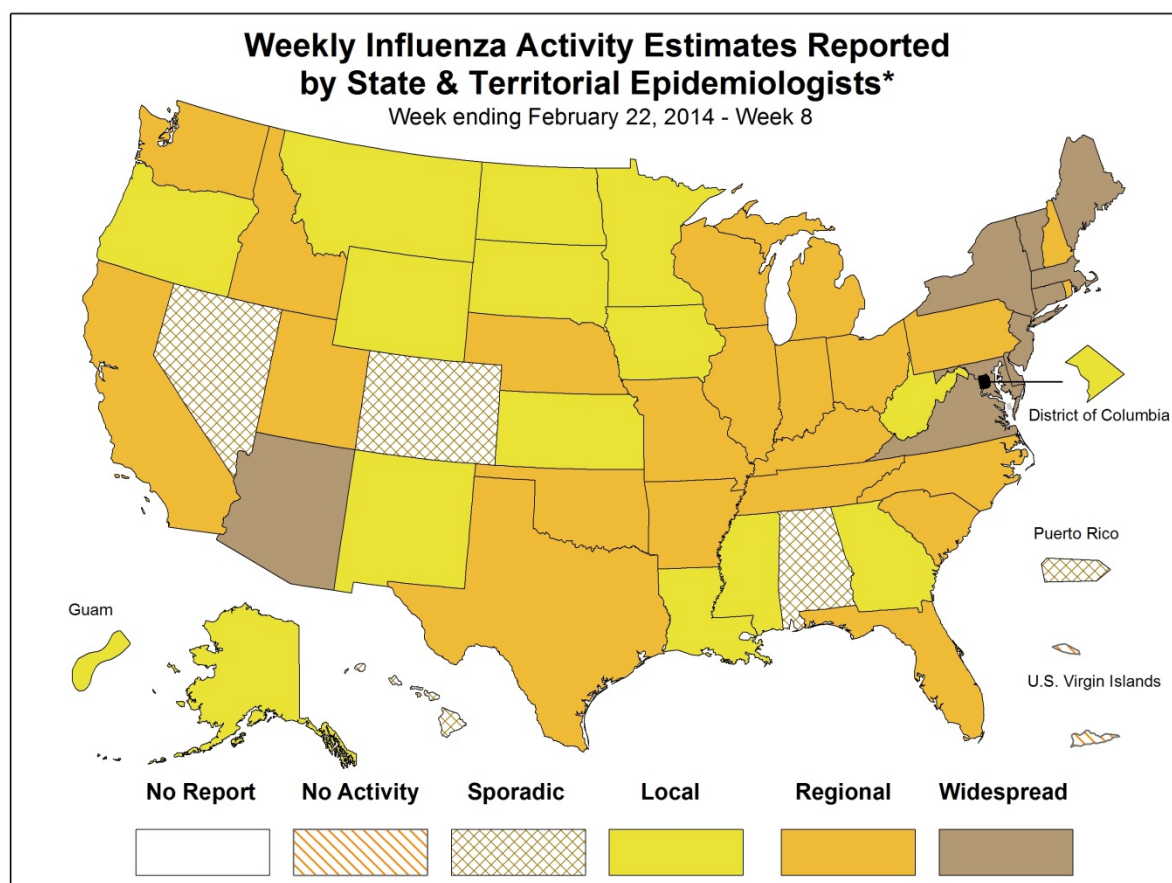 Weekly Influenza Activity Estimates Reported
by State & Territorial Epidemiologists*
Week ending February 22, 2014 - Week 8
District of Columbia
Puerto Rico
Guam
U.S. Virgin Islands
No Report No Activity Sporadic Local Regional Widespread